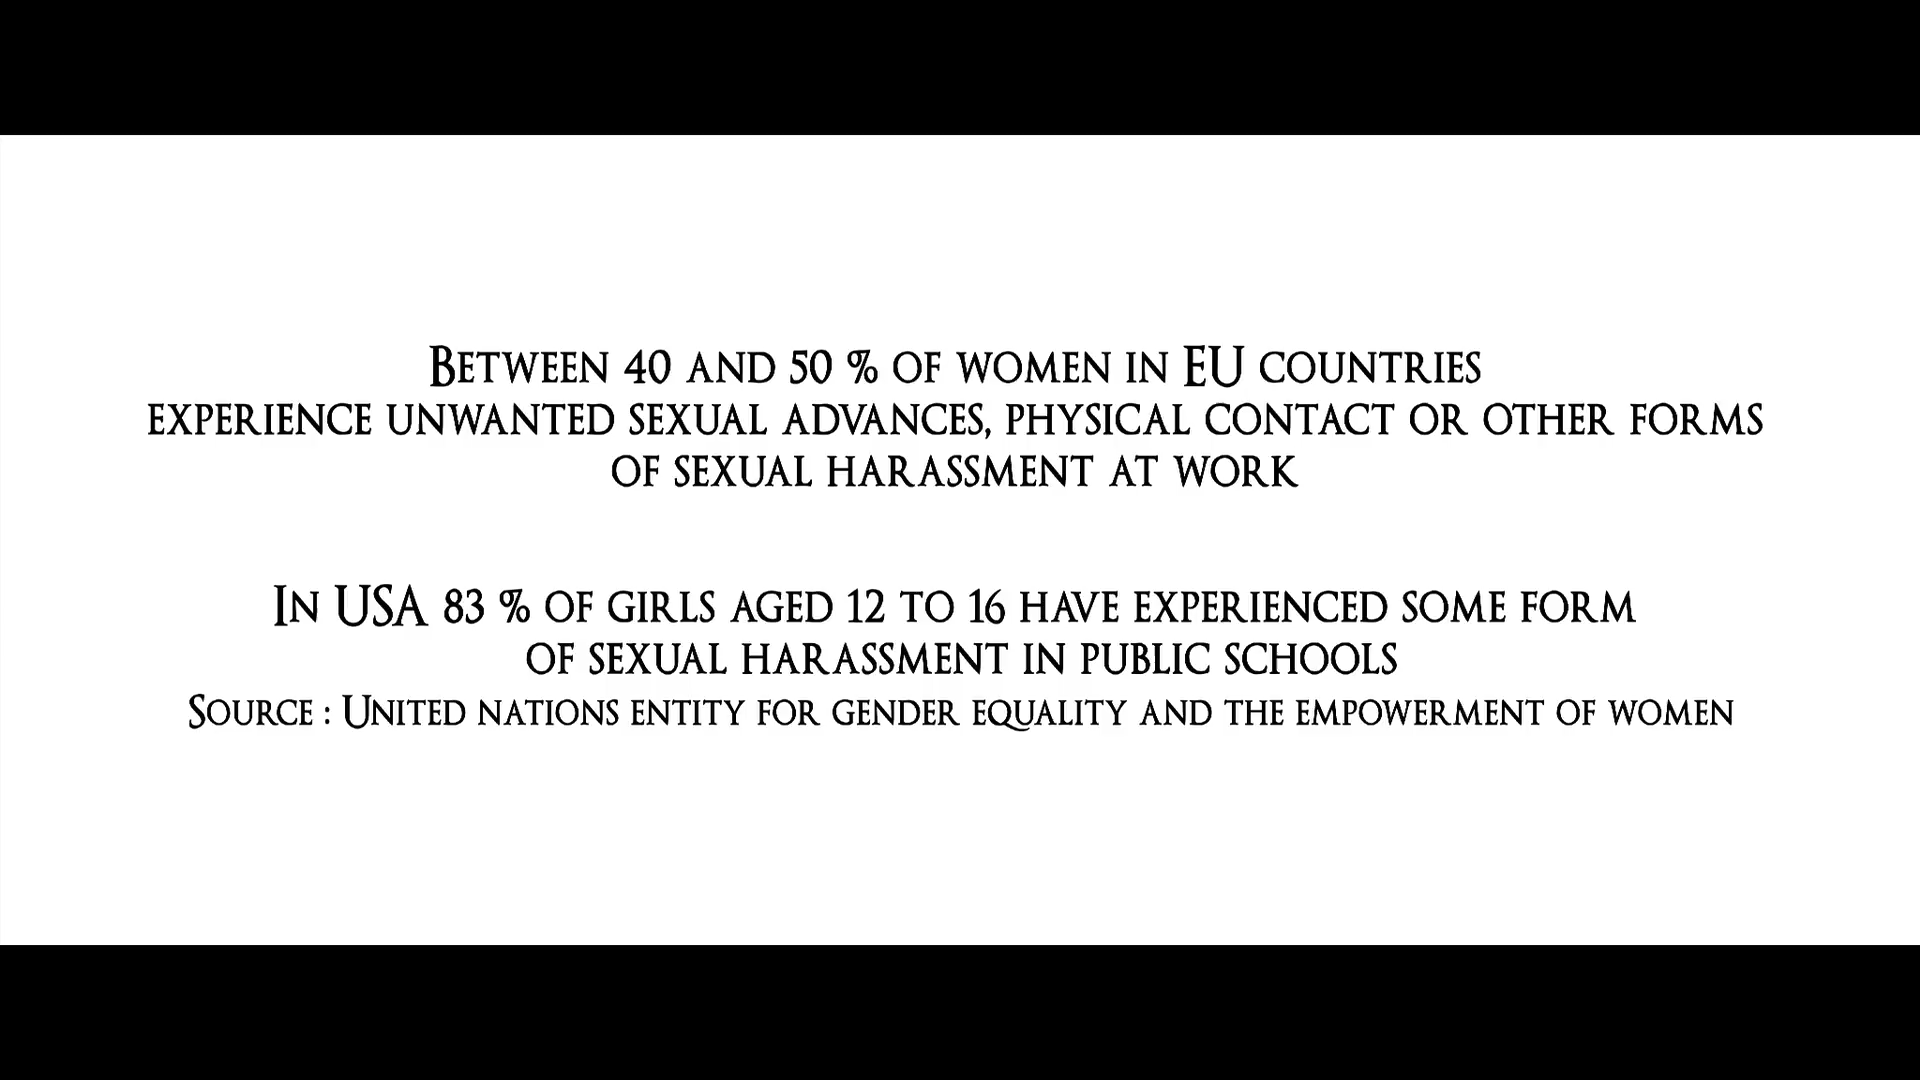 Between 40 and 50 % of women in EU countries
experience unwanted sexual advances, physical contact or other forms
of sexual harassment at work
In USA 83 % of girls aged 12 to 16 have experienced some form
of sexual harassment in public schools
Source : United nations entity for gender equality and the empowerment of women